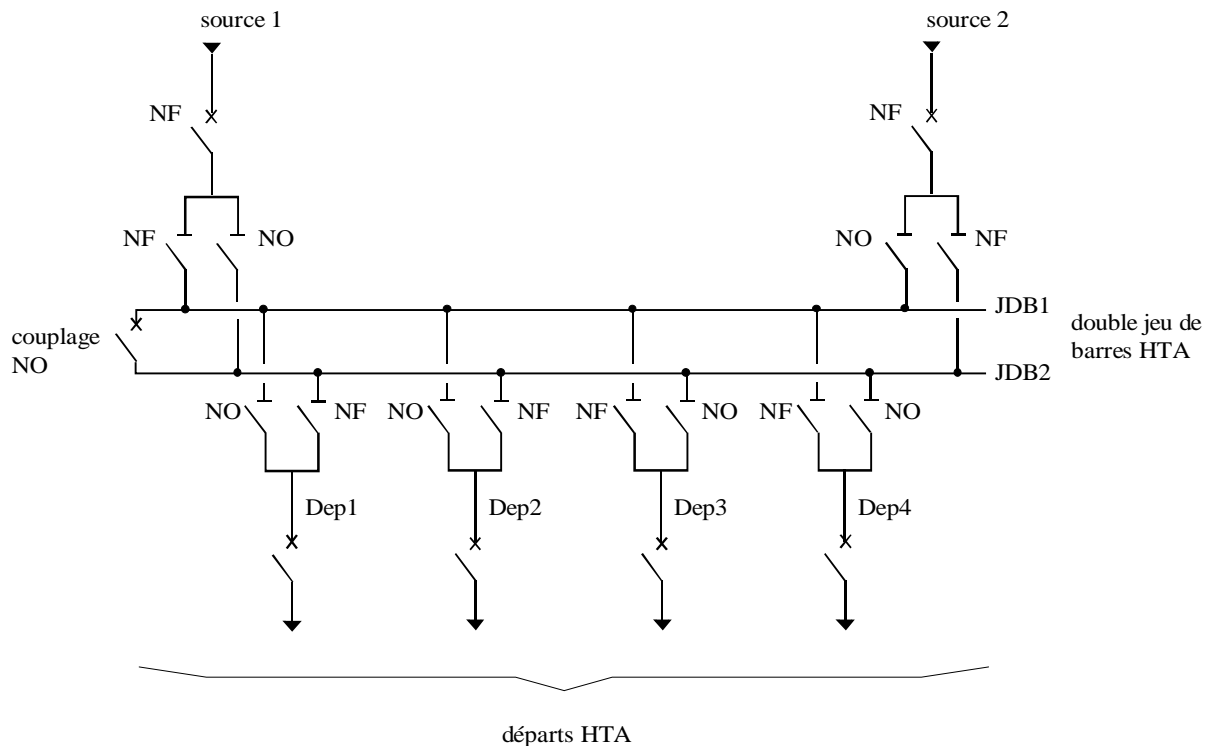 source 1
source 2
NF
NF
NF
NO
NO
NF
JDB1
couplage
NO
double jeu de
barres HTA
JDB2
NO
NF
NO
NF
NF
NO
NF
NO
Dep1
Dep2
Dep3
Dep4
départs HTA